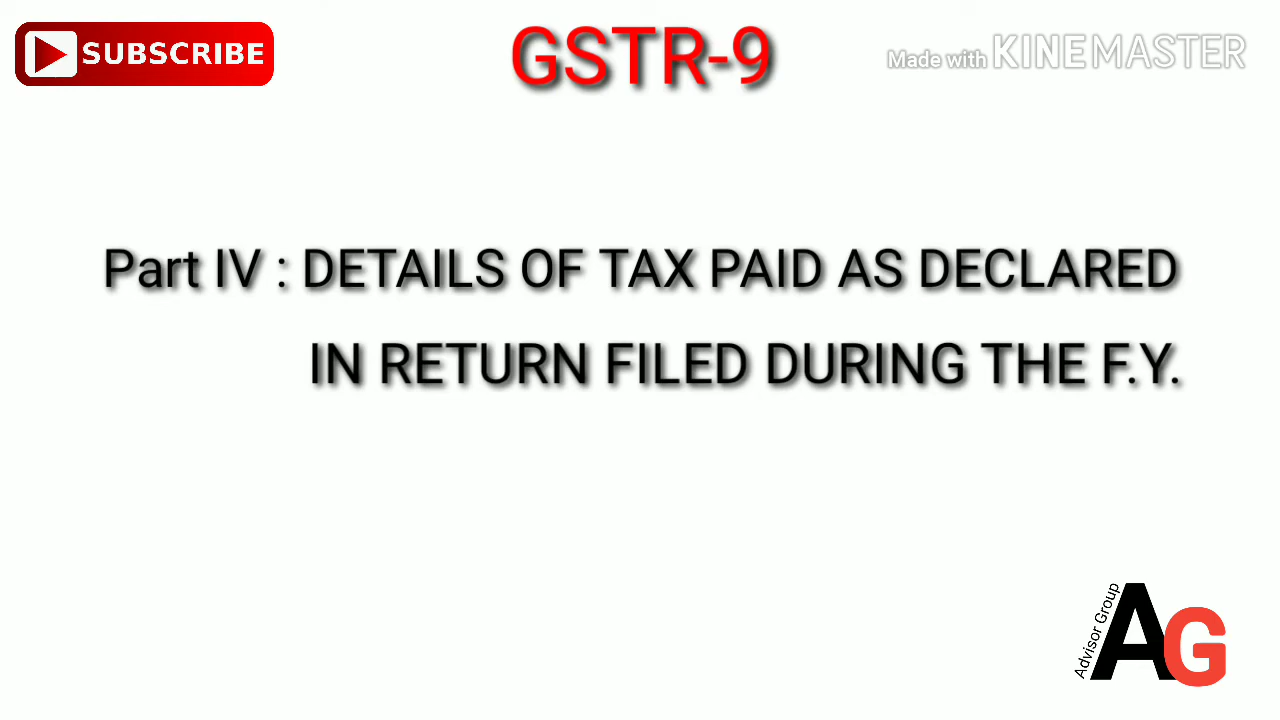 SUBSCRIBE
GSTR-9
Made with KINEMASTER
Part IV : DETAILS OF TAX PAID AS DECLARED
IN RETURN FILED DURING THE F.Y.
Advisor Group
AG